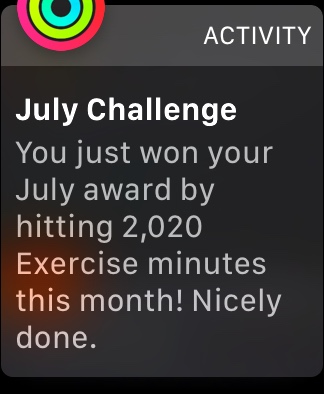 ACTIVITY
July Challenge
You just won your
July award by
hitting 2,020
Exercise minutes
this month! Nicely
done.